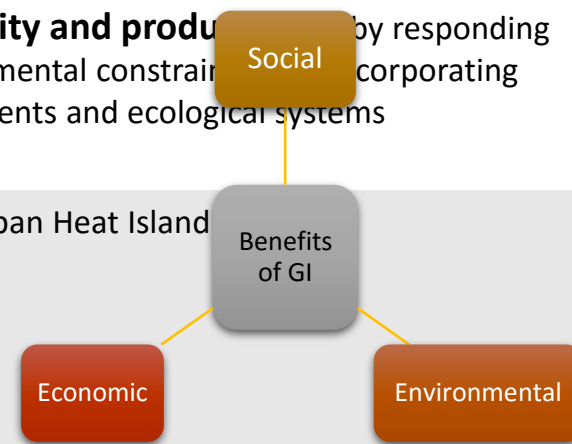 ity and produ by responding
Social
mental constrain corporating
ents and ecological systems
ban Heat Island
Benefits
of GI
Economic
Environmental